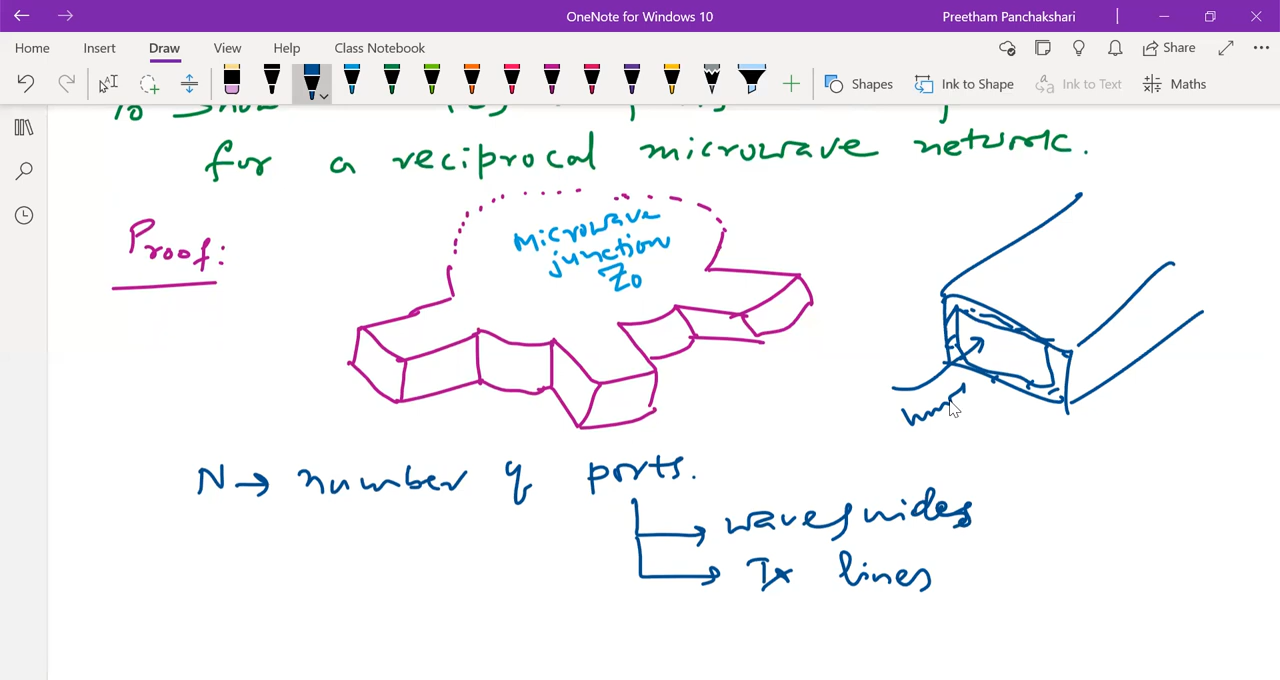 OneNote for Windows 10
Preetham Panchakshari
Home Insert Draw View Help Class Notebook
Share
Shapes Ink to Shape Ink to Text Maths
for a reciprocal microwave network.
Proof:
Microwave
junction
Z0
N → number of ports.
waveguides
Tx lines